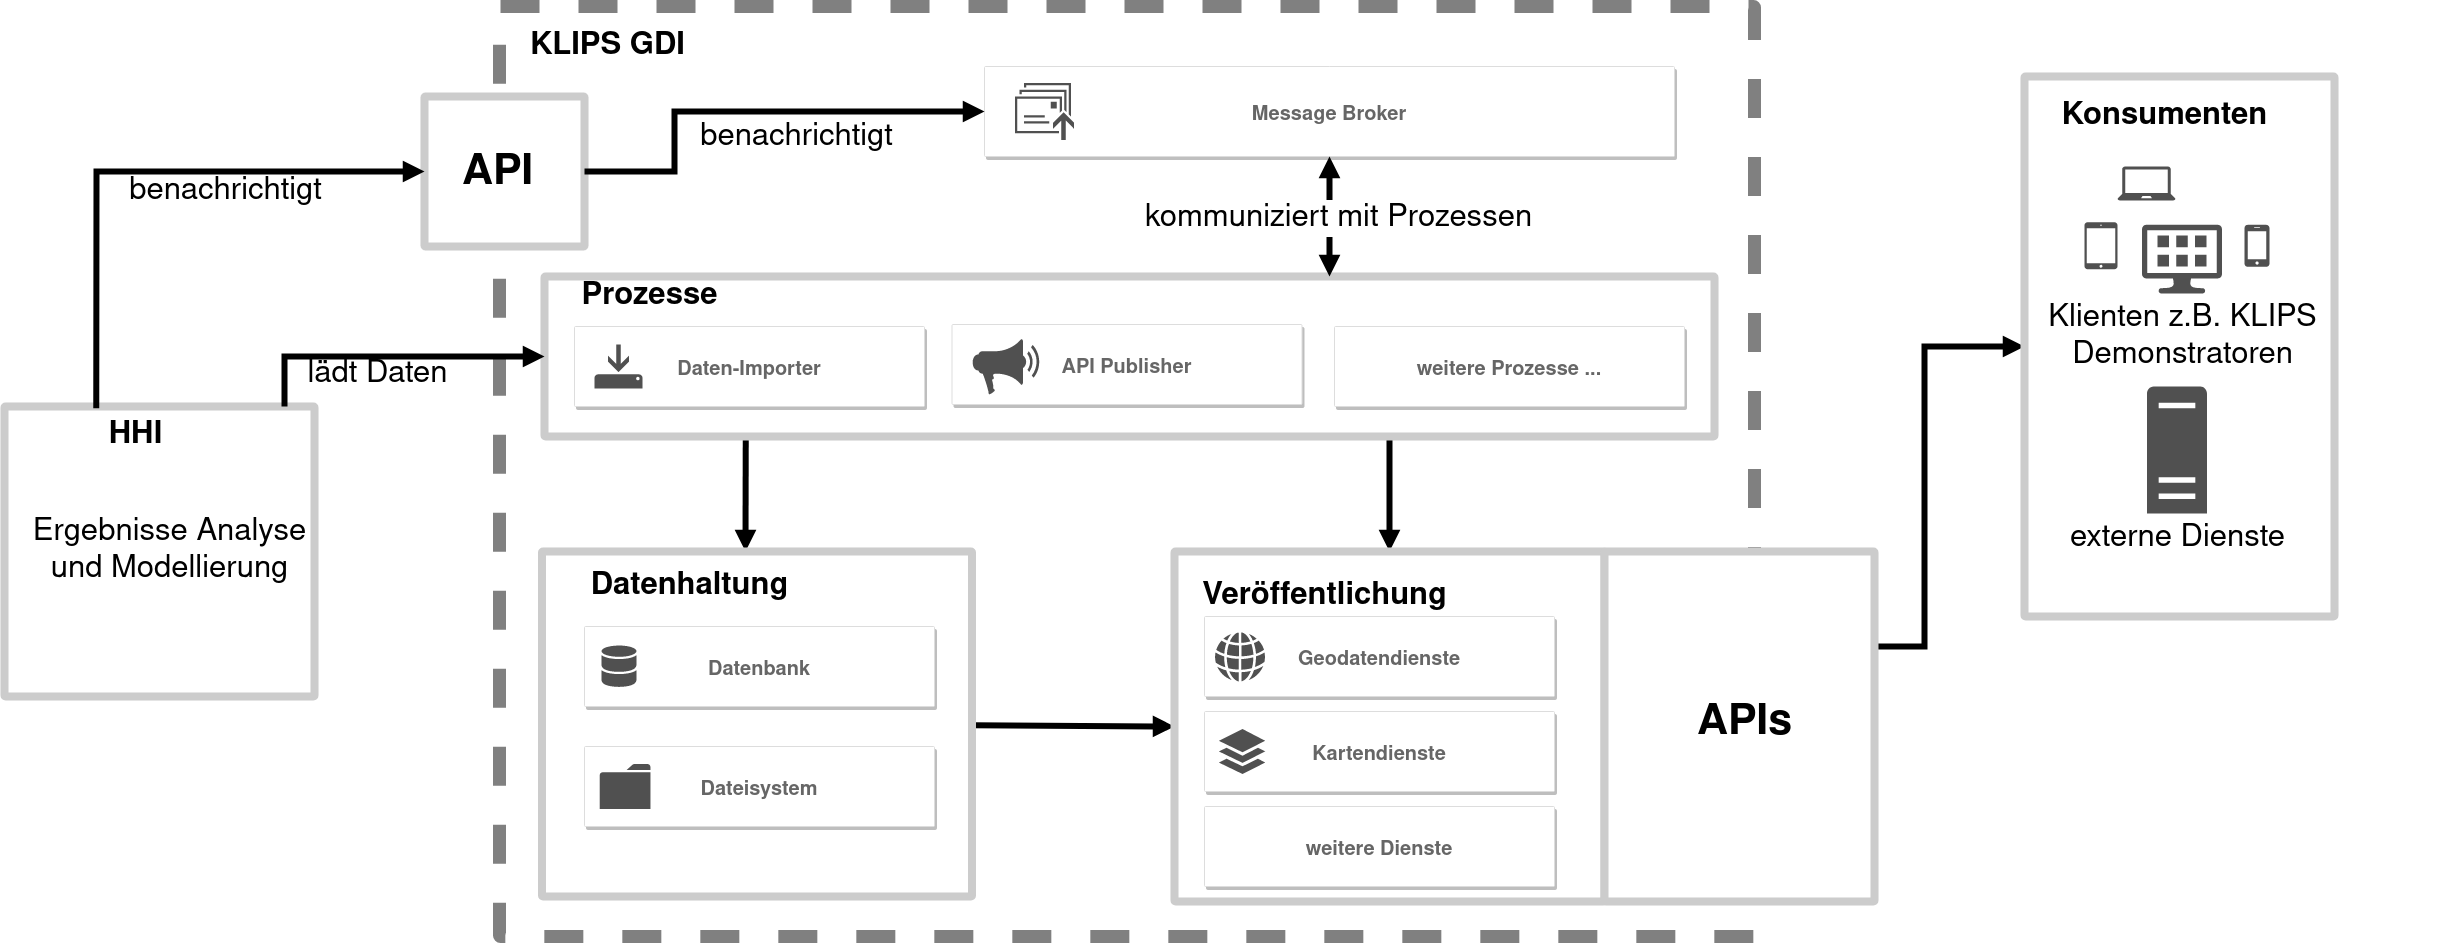 KLIPS GDI
API
benachrichtigt
benachrichtigt
Message Broker
kommuniziert mit Prozessen
Prozesse
Daten-Importer
API Publisher
weitere Prozesse ...
lädt Daten
HHI
Ergebnisse Analyse
und Modellierung
Datenhaltung
Datenbank
Dateisystem
Veröffentlichung
Geodatendienste
Kartendienste
weitere Dienste
APIs
Konsumenten
Klienten z.B. KLIPS
Demonstratoren
externe Dienste